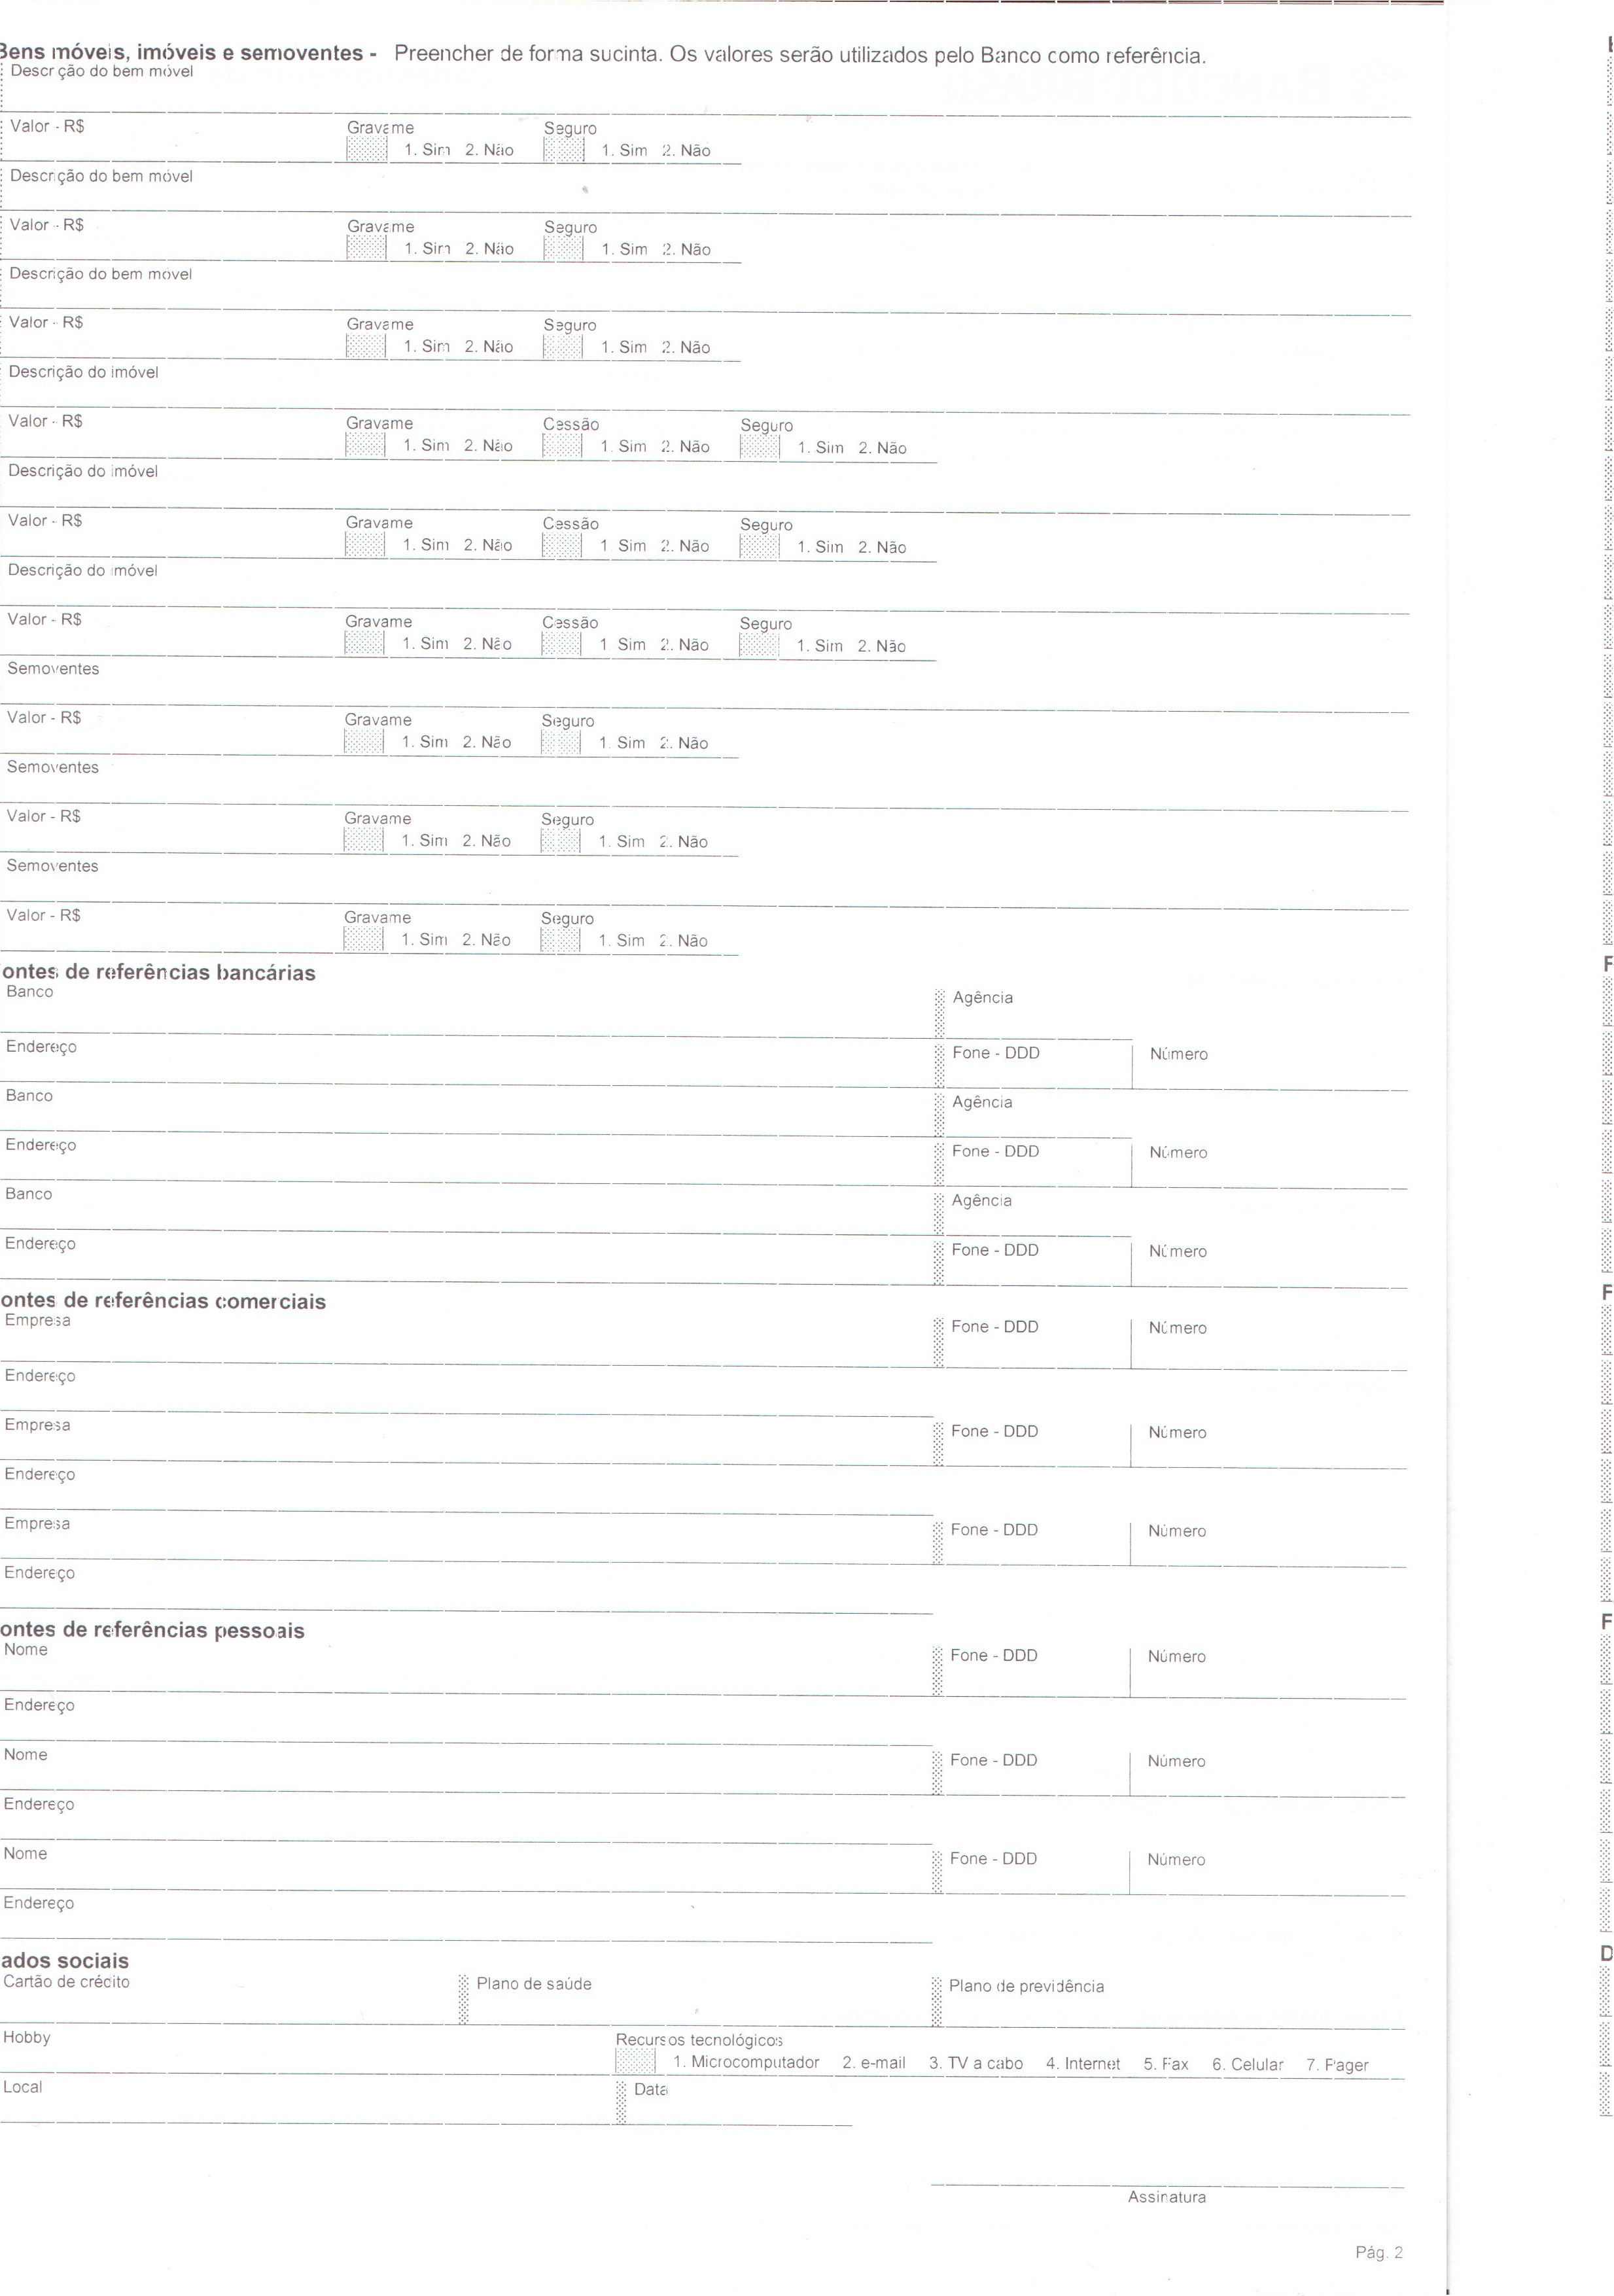 Bens móveis, imóveis e semoventes - Preencher de forma sucinta. Os valores serão utilizados pelo Banco como referência.
Descrição do bem móvel
Valor - R$ Gravame 1. Sim 2. Não Seguro 1. Sim 2. Não
Descrição do bem móvel
Valor - R$ Gravame 1. Sim 2. Não Seguro 1. Sim 2. Não
Descrição do bem móvel
Valor - R$ Gravame 1. Sim 2. Não Seguro 1. Sim 2. Não
Descrição do imóvel
Valor - R$ Gravame 1. Sim 2. Não Cessão 1. Sim 2. Não Seguro 1. Sim 2. Não
Descrição do imóvel
Valor - R$ Gravame 1. Sim 2. Não Cessão 1 Sim 2. Não Seguro 1. Sim 2. Não
Descrição do imóvel
Valor - R$ Gravame 1. Sim 2. Não Cessão 1 Sim 2. Não Seguro 1. Sim 2. Não
Semoventes
Valor - R$ Gravame 1. Sim 2. Não Seguro 1. Sim 2. Não
Semoventes
Valor - R$ Gravame 1. Sim 2. Não Seguro 1. Sim 2. Não
Semoventes
Valor - R$ Gravame 1. Sim 2. Não Seguro 1. Sim 2. Não
ontes de referências bancárias
Banco Agência
Endereço Fone - DDD Número
Banco Agência
Endereço Fone - DDD Número
Banco Agência
Endereço Fone - DDD Número
ontes de referências comerciais
Empresa Fone - DDD Número
Endereço
Empresa Fone - DDD Número
Endereço
Empresa Fone - DDD Número
Endereço
ontes de referências pessoais
Nome Fone - DDD Número
Endereço
Nome Fone - DDD Número
Endereço
Nome Fone - DDD Número
Endereço
ados sociais
Cartão de crédito Plano de saúde Plano de previdência
Hobby Recursos tecnológicos 1. Microcomputador 2. e-mail 3. TV a cabo 4. Internet 5. Fax 6. Celular 7. Pager
Local Data
Assinatura
Pág. 2
F
F
F
D